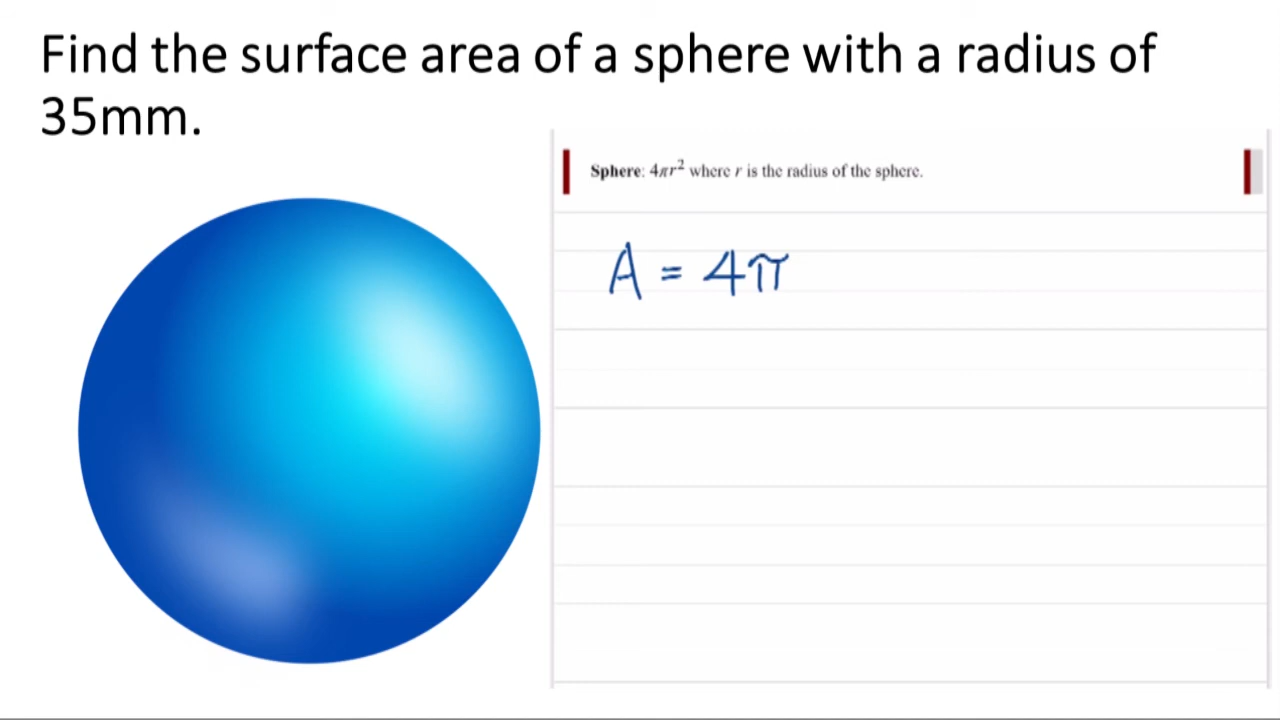 Find the surface area of a sphere with a radius of
35mm.
Sphere: 4πr² where r is the radius of the sphere.
A = 4π